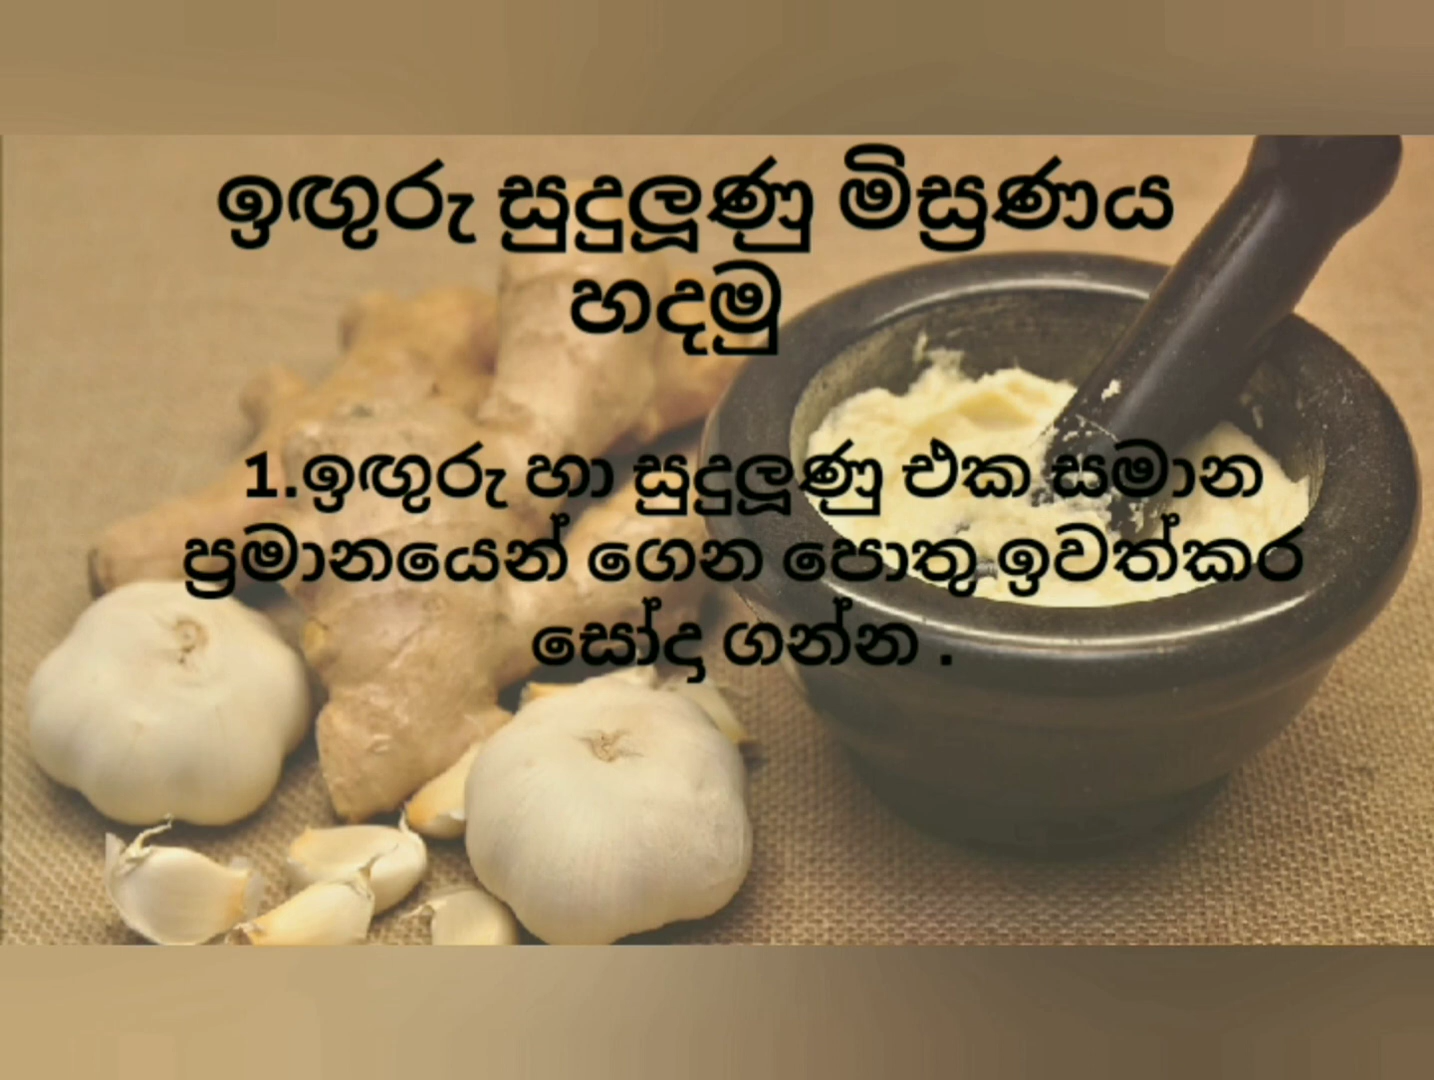 ඉඟුරු සුදුලූණු මිස්‍රණය
හදමු
1.ඉඟුරු හා සුදුලූණු එක සමාන
ප්‍රමානයෙන් ගෙන පොතු ඉවත්කර
සෝදා ගන්න .